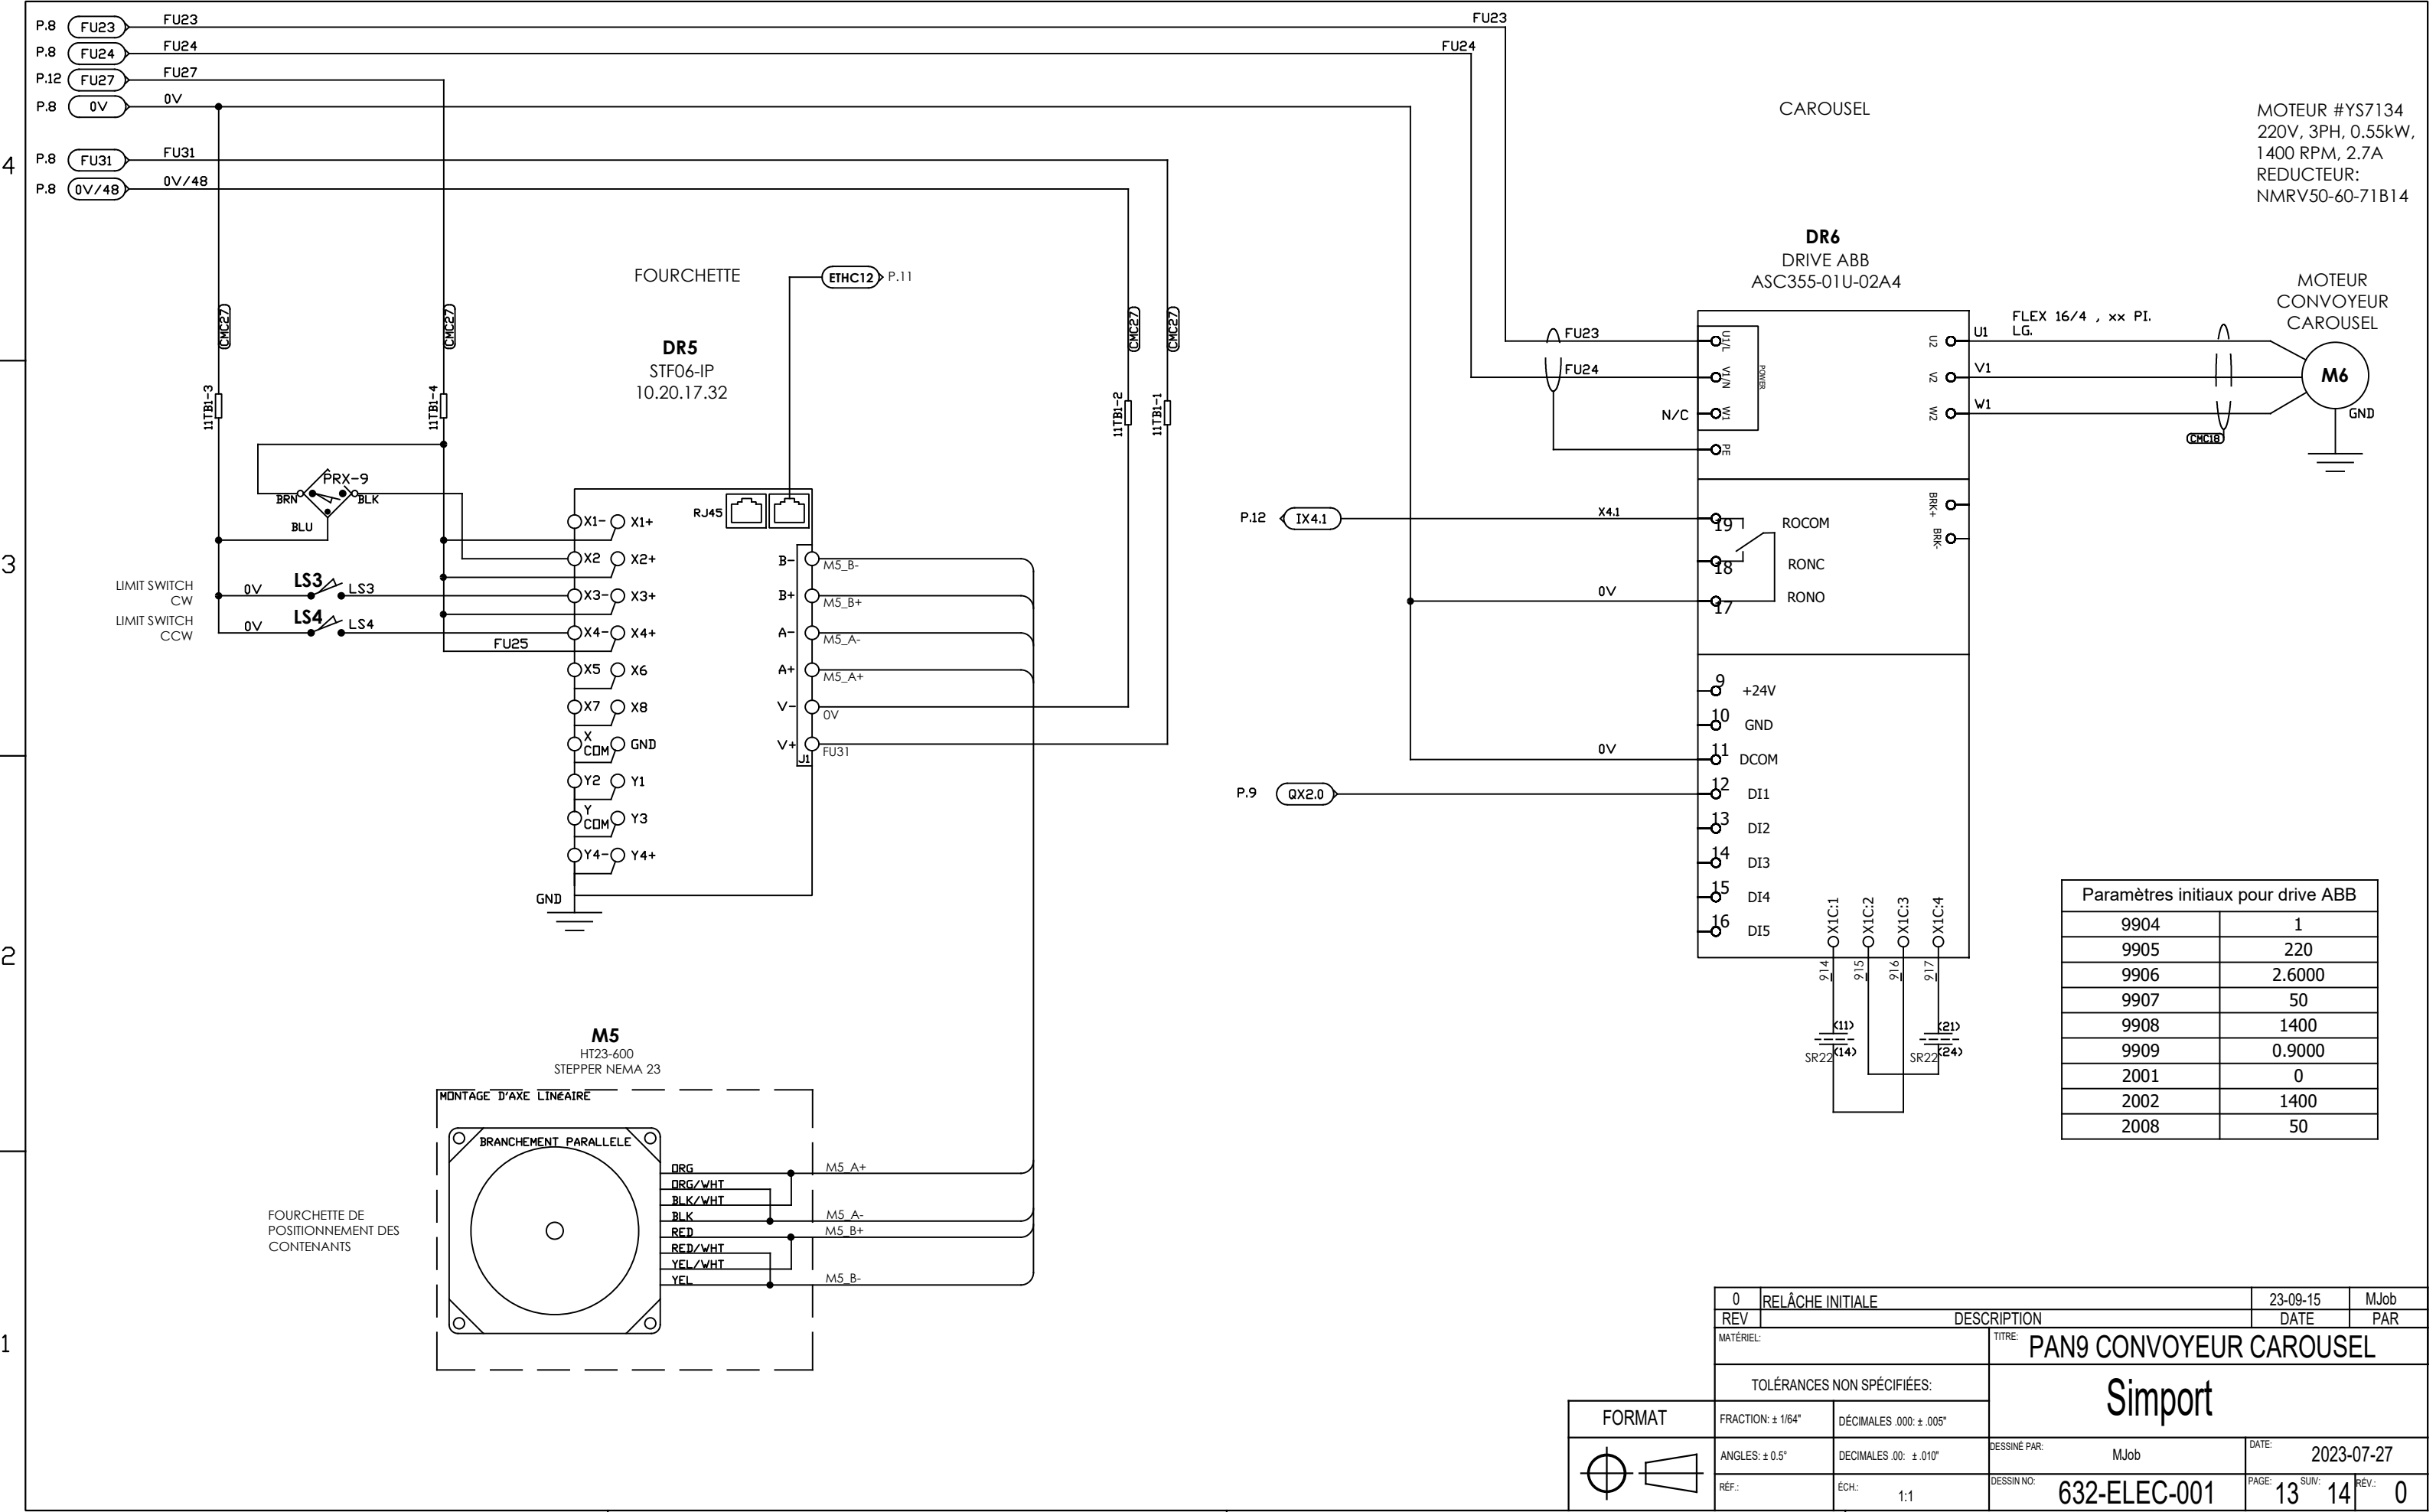 P.8 FU23 FU23 FU23
P.8 FU24 FU24 FU24
P.12 FU27 FU27
P.8 0V 0V
P.8 FU31 FU31
P.8 0V/48 0V/48
4
3
2
1
CAROUSEL
MOTEUR #YS7134
220V, 3PH, 0.55kW,
1400 RPM, 2.7A
REDUCTEUR:
NMRV50-60-71B14
FOURCHETTE
ETHC12 P.11
DR5
STF06-IP
10.20.17.32
CMC27
CMC27
CMC27
CMC27
11TB1-3
11TB1-4
11TB1-2
11TB1-1
PRX-9
BRN
BLK
BLU
LIMIT SWITCH
CW
0V LS3 LS3
LIMIT SWITCH
CCW
0V LS4 LS4
FU25
RJ45
X1- X1+
X2 X2+
X3- X3+
X4- X4+
X5 X6
X7 X8
X
COM GND
Y2 Y1
Y
COM Y3
Y4- Y4+
GND
B- M5_B-
B+ M5_B+
A- M5_A-
A+ M5_A+
V- 0V
V+ FU31
J1
DR6
DRIVE ABB
ASC355-01U-02A4
FU23
FU24
N/C
U1/L
V1/N
W1
POWER
PE
U2
V2
W2
U1
V1
W1
FLEX 16/4 , xx PI.
LG.
CMC18
MOTEUR
CONVOYEUR
CAROUSEL
M6
GND
BRK+
BRK-
P.12 IX4.1 X4.1
19 ROCOM
18 RONC
0V
17 RONO
9 +24V
10 GND
0V
11 DCOM
P.9 QX2.0
12 DI1
13 DI2
14 DI3
15 DI4
16 DI5
X1C:1
X1C:2
X1C:3
X1C:4
914
915
916
917
(11)
(14)
SR22
(21)
(24)
SR22
Paramètres initiaux pour drive ABB
9904 1
9905 220
9906 2.6000
9907 50
9908 1400
9909 0.9000
2001 0
2002 1400
2008 50
M5
HT23-600
STEPPER NEMA 23
MONTAGE D'AXE LINéAIRE
BRANCHEMENT PARALLELE
ORG M5_A+
ORG/WHT
BLK/WHT
BLK M5_A-
RED M5_B+
RED/WHT
YEL/WHT
YEL M5_B-
FOURCHETTE DE
POSITIONNEMENT DES
CONTENANTS
0 RELÂCHE INITIALE 23-09-15 MJob
REV DESCRIPTION DATE PAR
MATÉRIEL:
TITRE: PAN9 CONVOYEUR CAROUSEL
TOLÉRANCES NON SPÉCIFIÉES:
Simport
FORMAT
FRACTION: ± 1/64" DÉCIMALES .000: ± .005"
ANGLES: ± 0.5° DECIMALES .00: ± .010"
DESSINÉ PAR: MJob DATE: 2023-07-27
RÉF.: ÉCH.: 1:1
DESSIN NO: 632-ELEC-001 PAGE: 13 SUIV: 14 RÉV.: 0